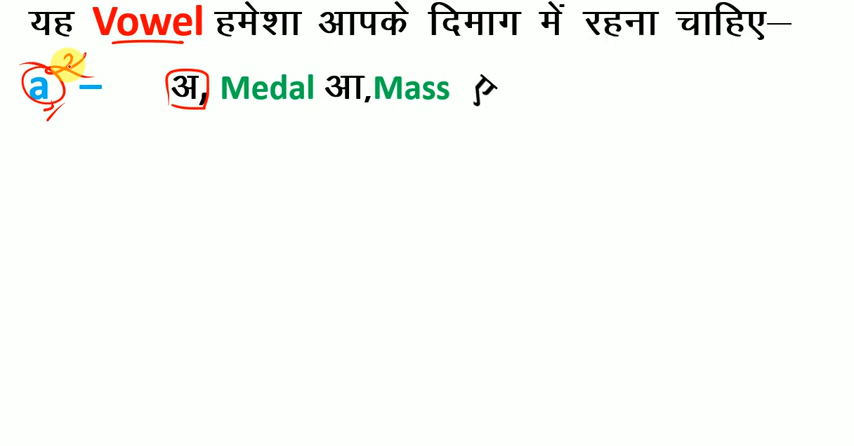 यह Vowel हमेशा आपके दिमाग में रहना चाहिए–
a – अ, Medal आ,Mass ए